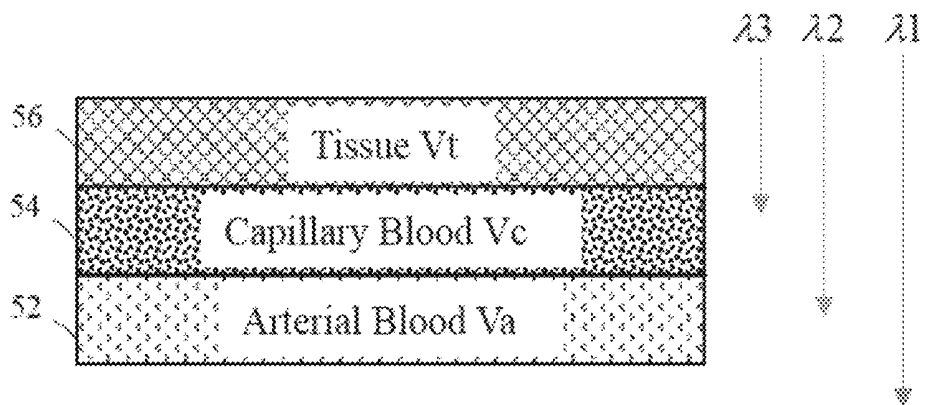 λ3 λ2 λ1
56
Tissue Vt
54
Capillary Blood Vc
52
Arterial Blood Va